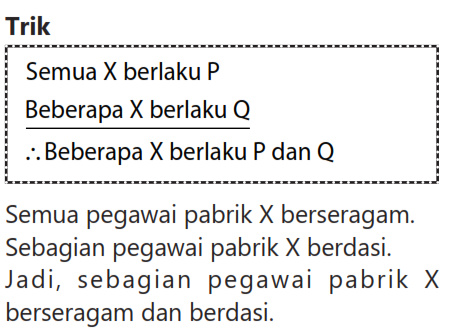 Trik
Semua X berlaku P
Beberapa X berlaku Q
∴ Beberapa X berlaku P dan Q
Semua pegawai pabrik X berseragam.
Sebagian pegawai pabrik X berdasi.
Jadi, sebagian pegawai pabrik X
berseragam dan berdasi.